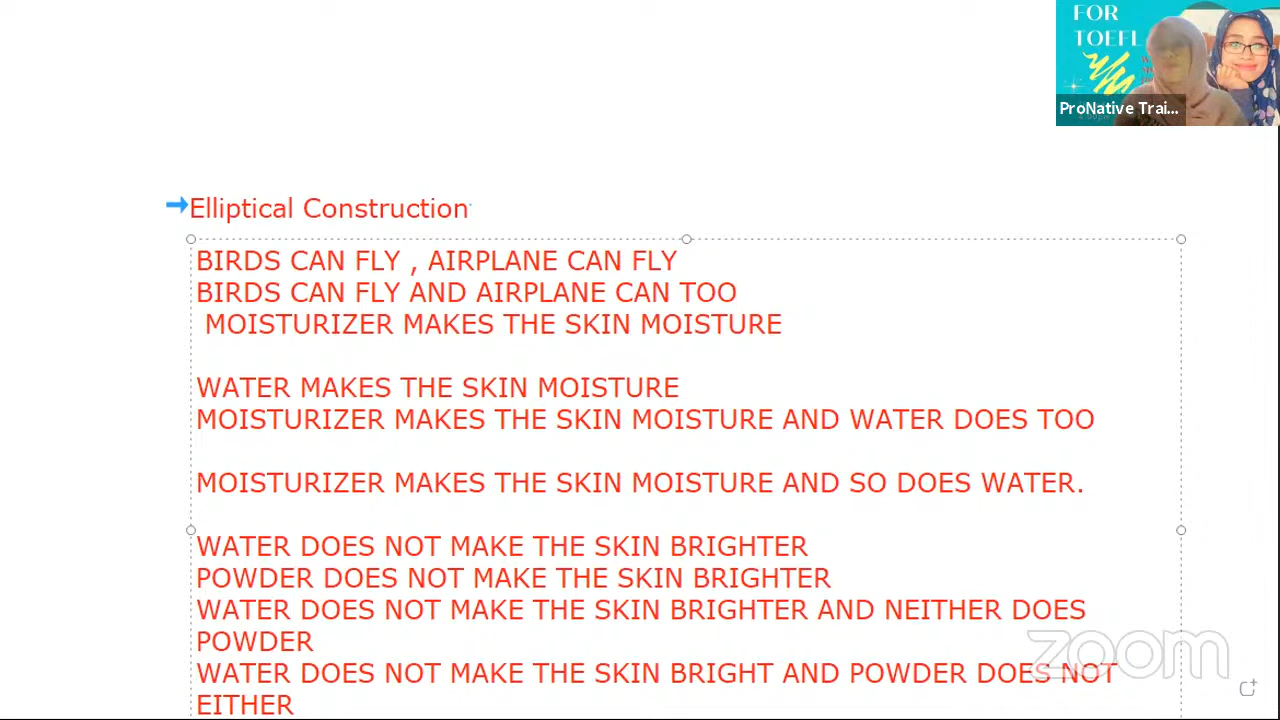 FOR
TOEFL
ProNative Trai...
Elliptical Construction
BIRDS CAN FLY , AIRPLANE CAN FLY
BIRDS CAN FLY AND AIRPLANE CAN TOO
MOISTURIZER MAKES THE SKIN MOISTURE
WATER MAKES THE SKIN MOISTURE
MOISTURIZER MAKES THE SKIN MOISTURE AND WATER DOES TOO
MOISTURIZER MAKES THE SKIN MOISTURE AND SO DOES WATER.
WATER DOES NOT MAKE THE SKIN BRIGHTER
POWDER DOES NOT MAKE THE SKIN BRIGHTER
WATER DOES NOT MAKE THE SKIN BRIGHTER AND NEITHER DOES
POWDER
WATER DOES NOT MAKE THE SKIN BRIGHT AND POWDER DOES NOT
EITHER
zoom